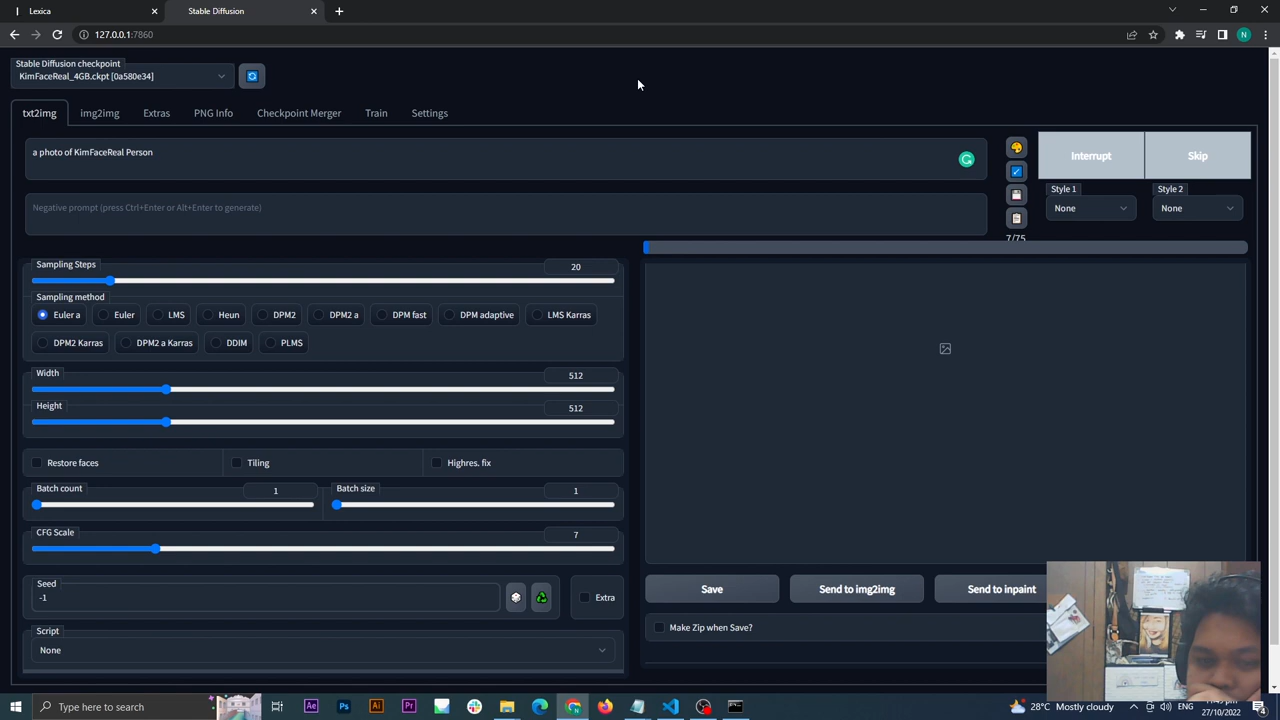 Lexica
Stable Diffusion
127.0.0.1:7860
N
Stable Diffusion checkpoint
KimFaceReal_4GB.ckpt [0a580e34]
txt2img
img2img
Extras
PNG Info
Checkpoint Merger
Train
Settings
a photo of KimFaceReal Person
Negative prompt (press Ctrl+Enter or Alt+Enter to generate)
Interrupt
Skip
Style 1
Style 2
None
None
7/75
Sampling Steps
20
Sampling method
Euler a
Euler
LMS
Heun
DPM2
DPM2 a
DPM fast
DPM adaptive
LMS Karras
DPM2 Karras
DPM2 a Karras
DDIM
PLMS
Width
512
Height
512
Restore faces
Tiling
Highres. fix
Batch count
1
Batch size
1
CFG Scale
7
Seed
-1
Extra
Script
None
Save
Send to img2img
Send to inpaint
Make Zip when Save?
Type here to search
Ae
Ps
Ai
Pr
28°C Mostly cloudy
27/10/2022